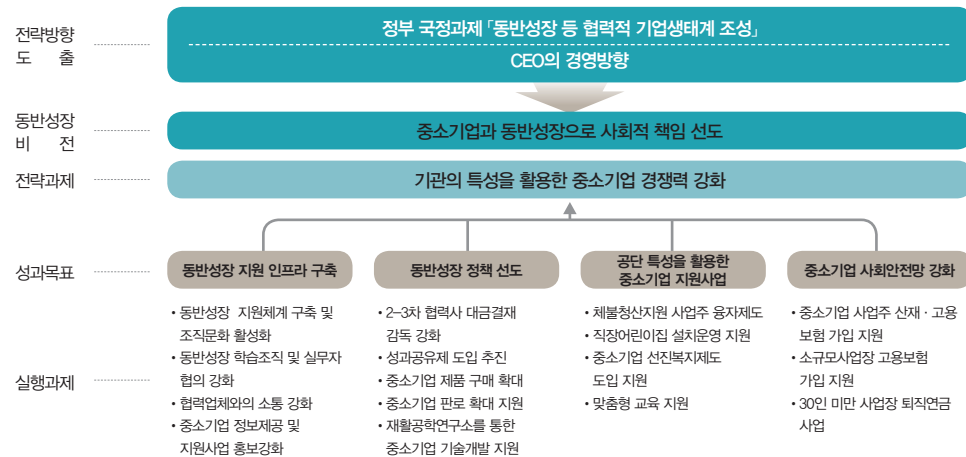 전략방향
도 출
정부 국정과제 「동반성장 등 협력적 기업생태계 조성」
CEO의 경영방향
동반성장
비 전
중소기업과 동반성장으로 사회적 책임 선도
전략과제
기관의 특성을 활용한 중소기업 경쟁력 강화
성과목표
동반성장 지원 인프라 구축
동반성장 정책 선도
공단 특성을 활용한
중소기업 지원사업
중소기업 사회안전망 강화
실행과제
• 동반성장 지원체계 구축 및
조직문화 활성화
• 동반성장 학습조직 및 실무자
협의 강화
• 협력업체와의 소통 강화
• 중소기업 정보제공 및
지원사업 홍보강화
• 2-3차 협력사 대금결재
감독 강화
• 성과공유제 도입 추진
• 중소기업 제품 구매 확대
• 중소기업 판로 확대 지원
• 재활공학연구소를 통한
중소기업 기술개발 지원
• 체불청산지원 사업주 융자제도
• 직장어린이집 설치운영 지원
• 중소기업 선진복지제도
도입 지원
• 맞춤형 교육 지원
• 중소기업 사업주 산재 · 고용
보험 가입 지원
• 소규모사업장 고용보험
가입 지원
• 30인 미만 사업장 퇴직연금
사업